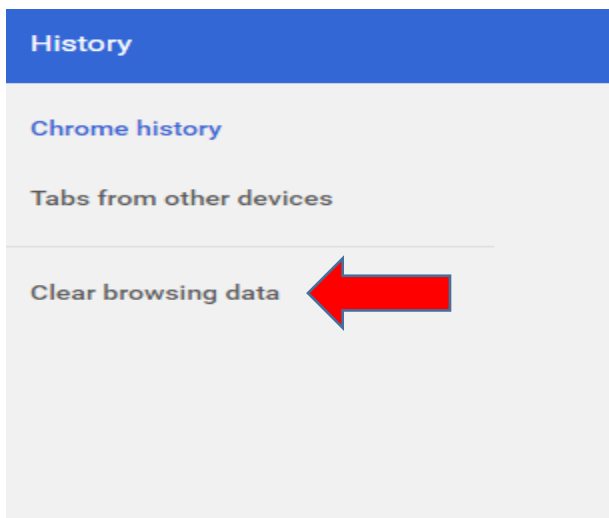 History
Chrome history
Tabs from other devices
Clear browsing data